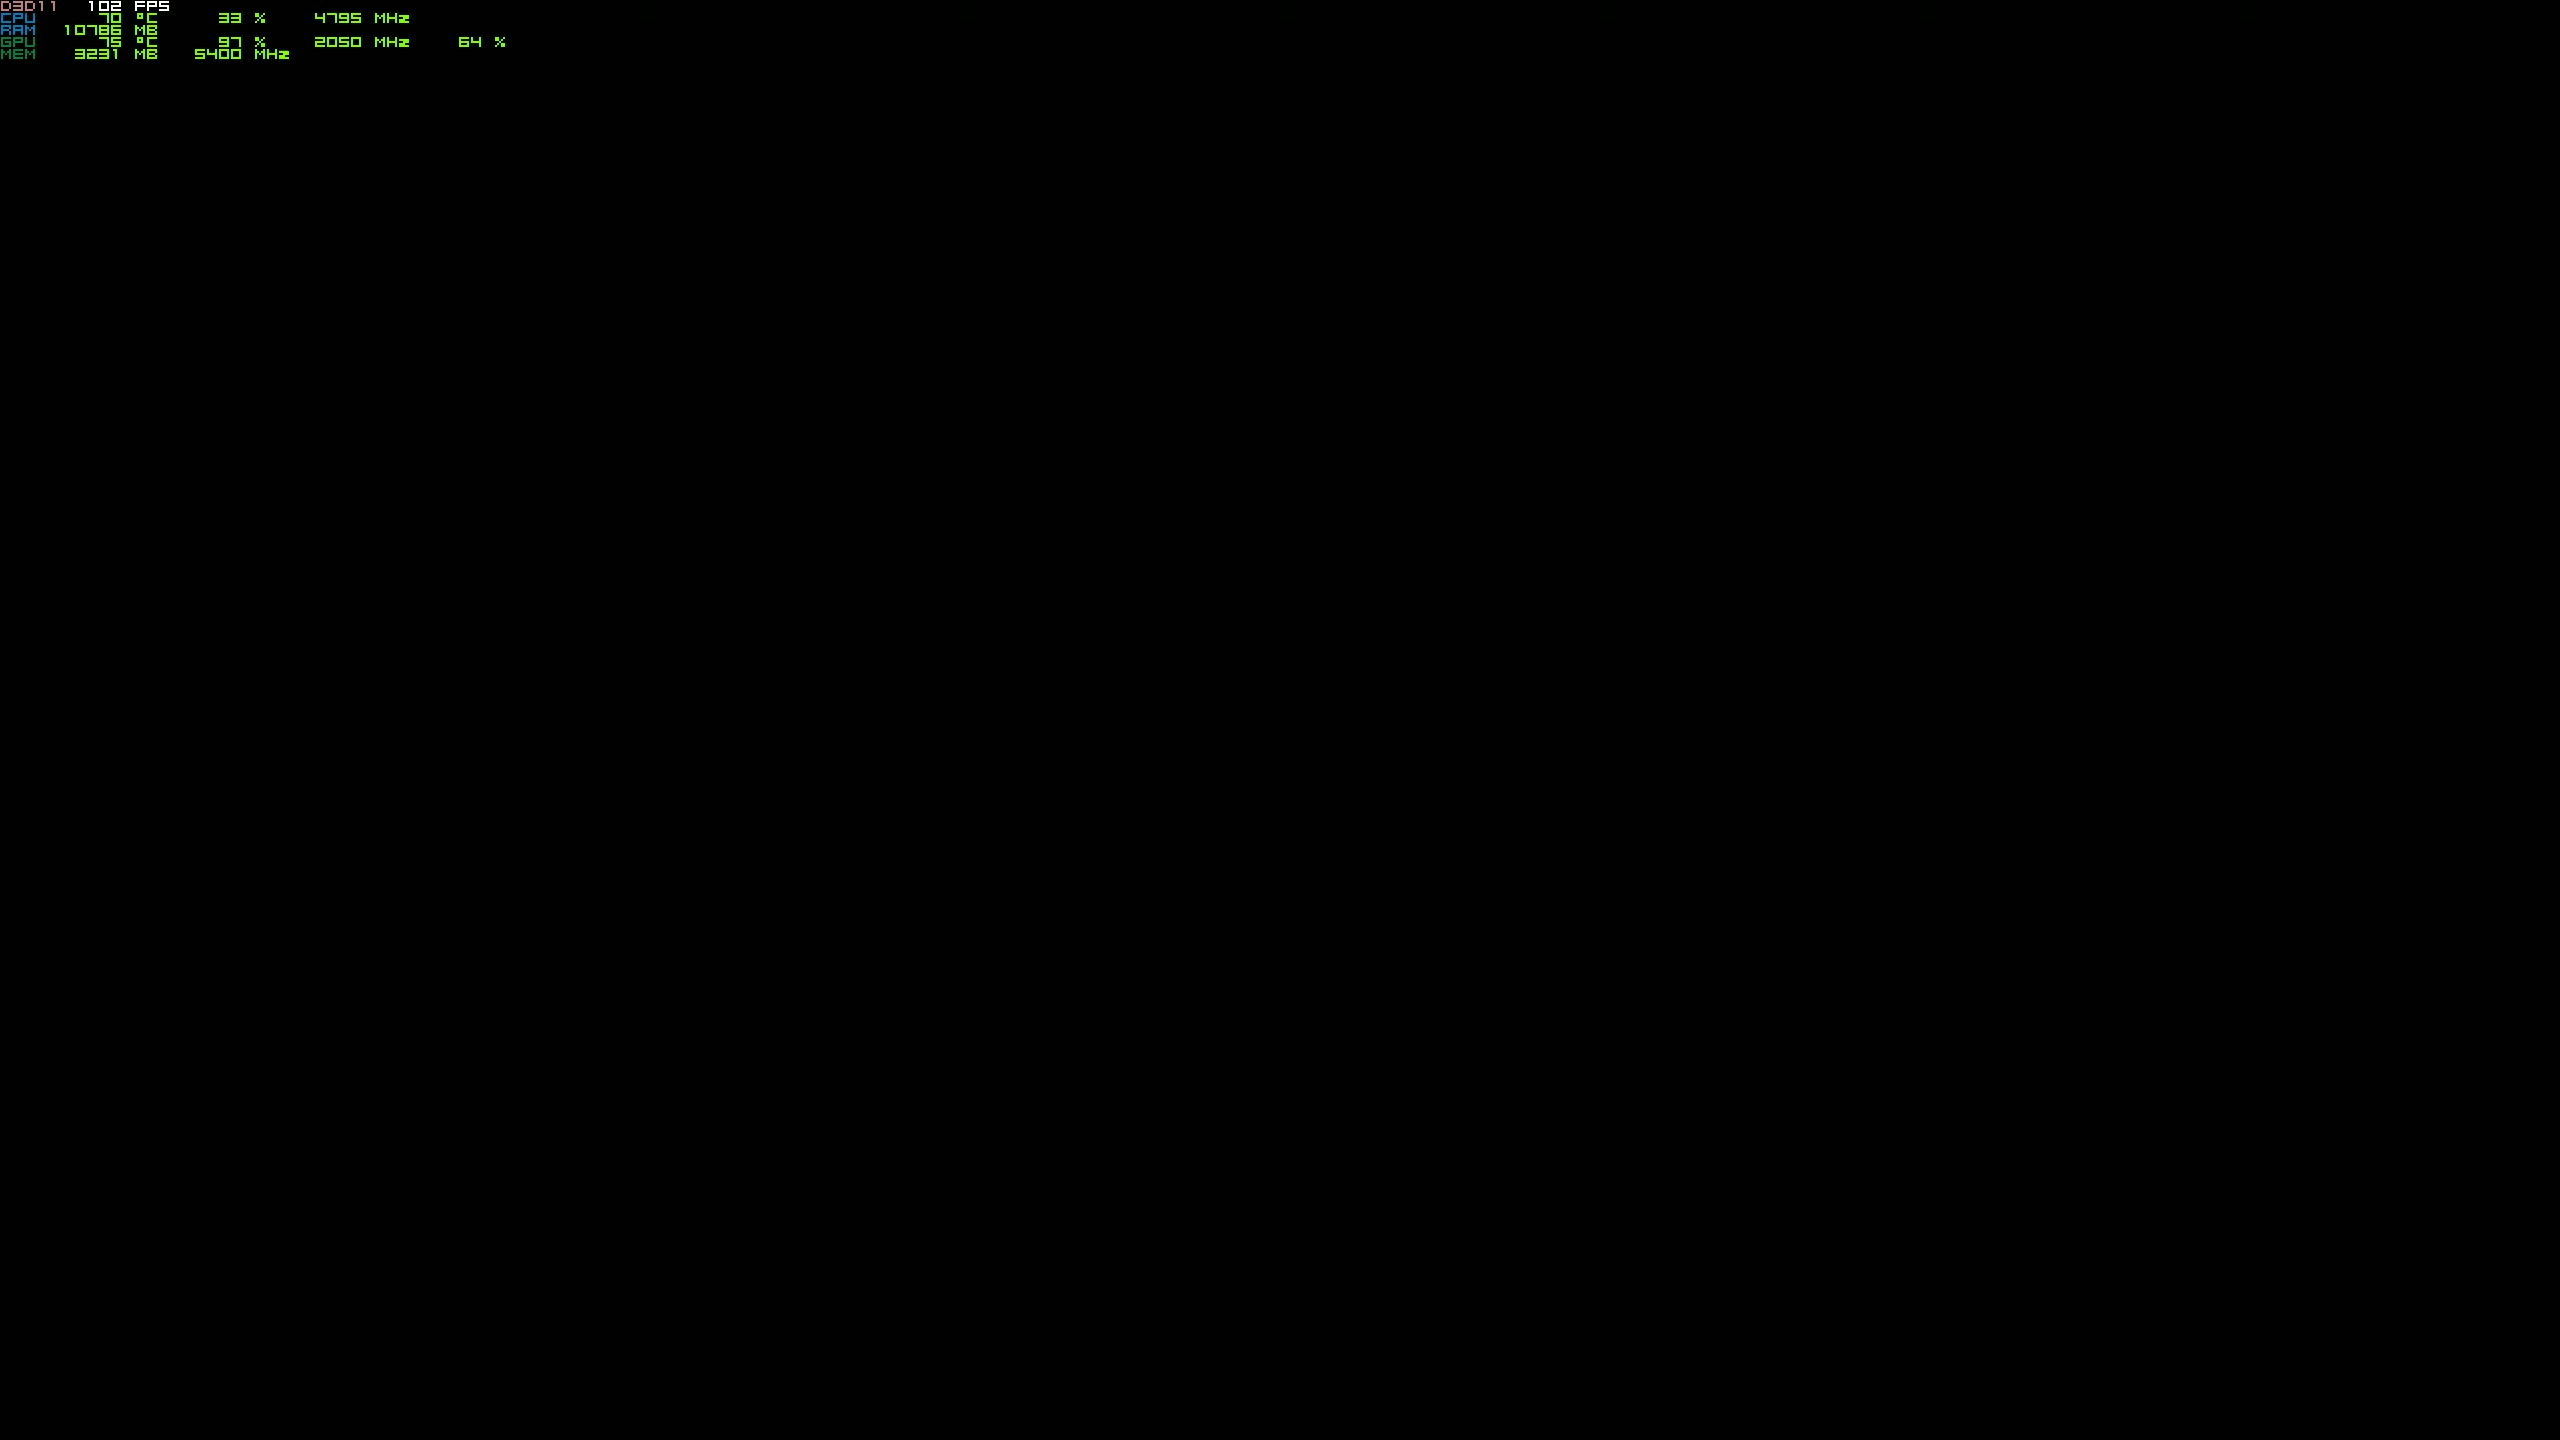 D3D11 102 FPS
CPU 70 °C 33 % 4795 MHz
RAM 10786 MB
GPU 75 °C 97 % 2050 MHz 64 %
MEM 3231 MB 5400 MHz